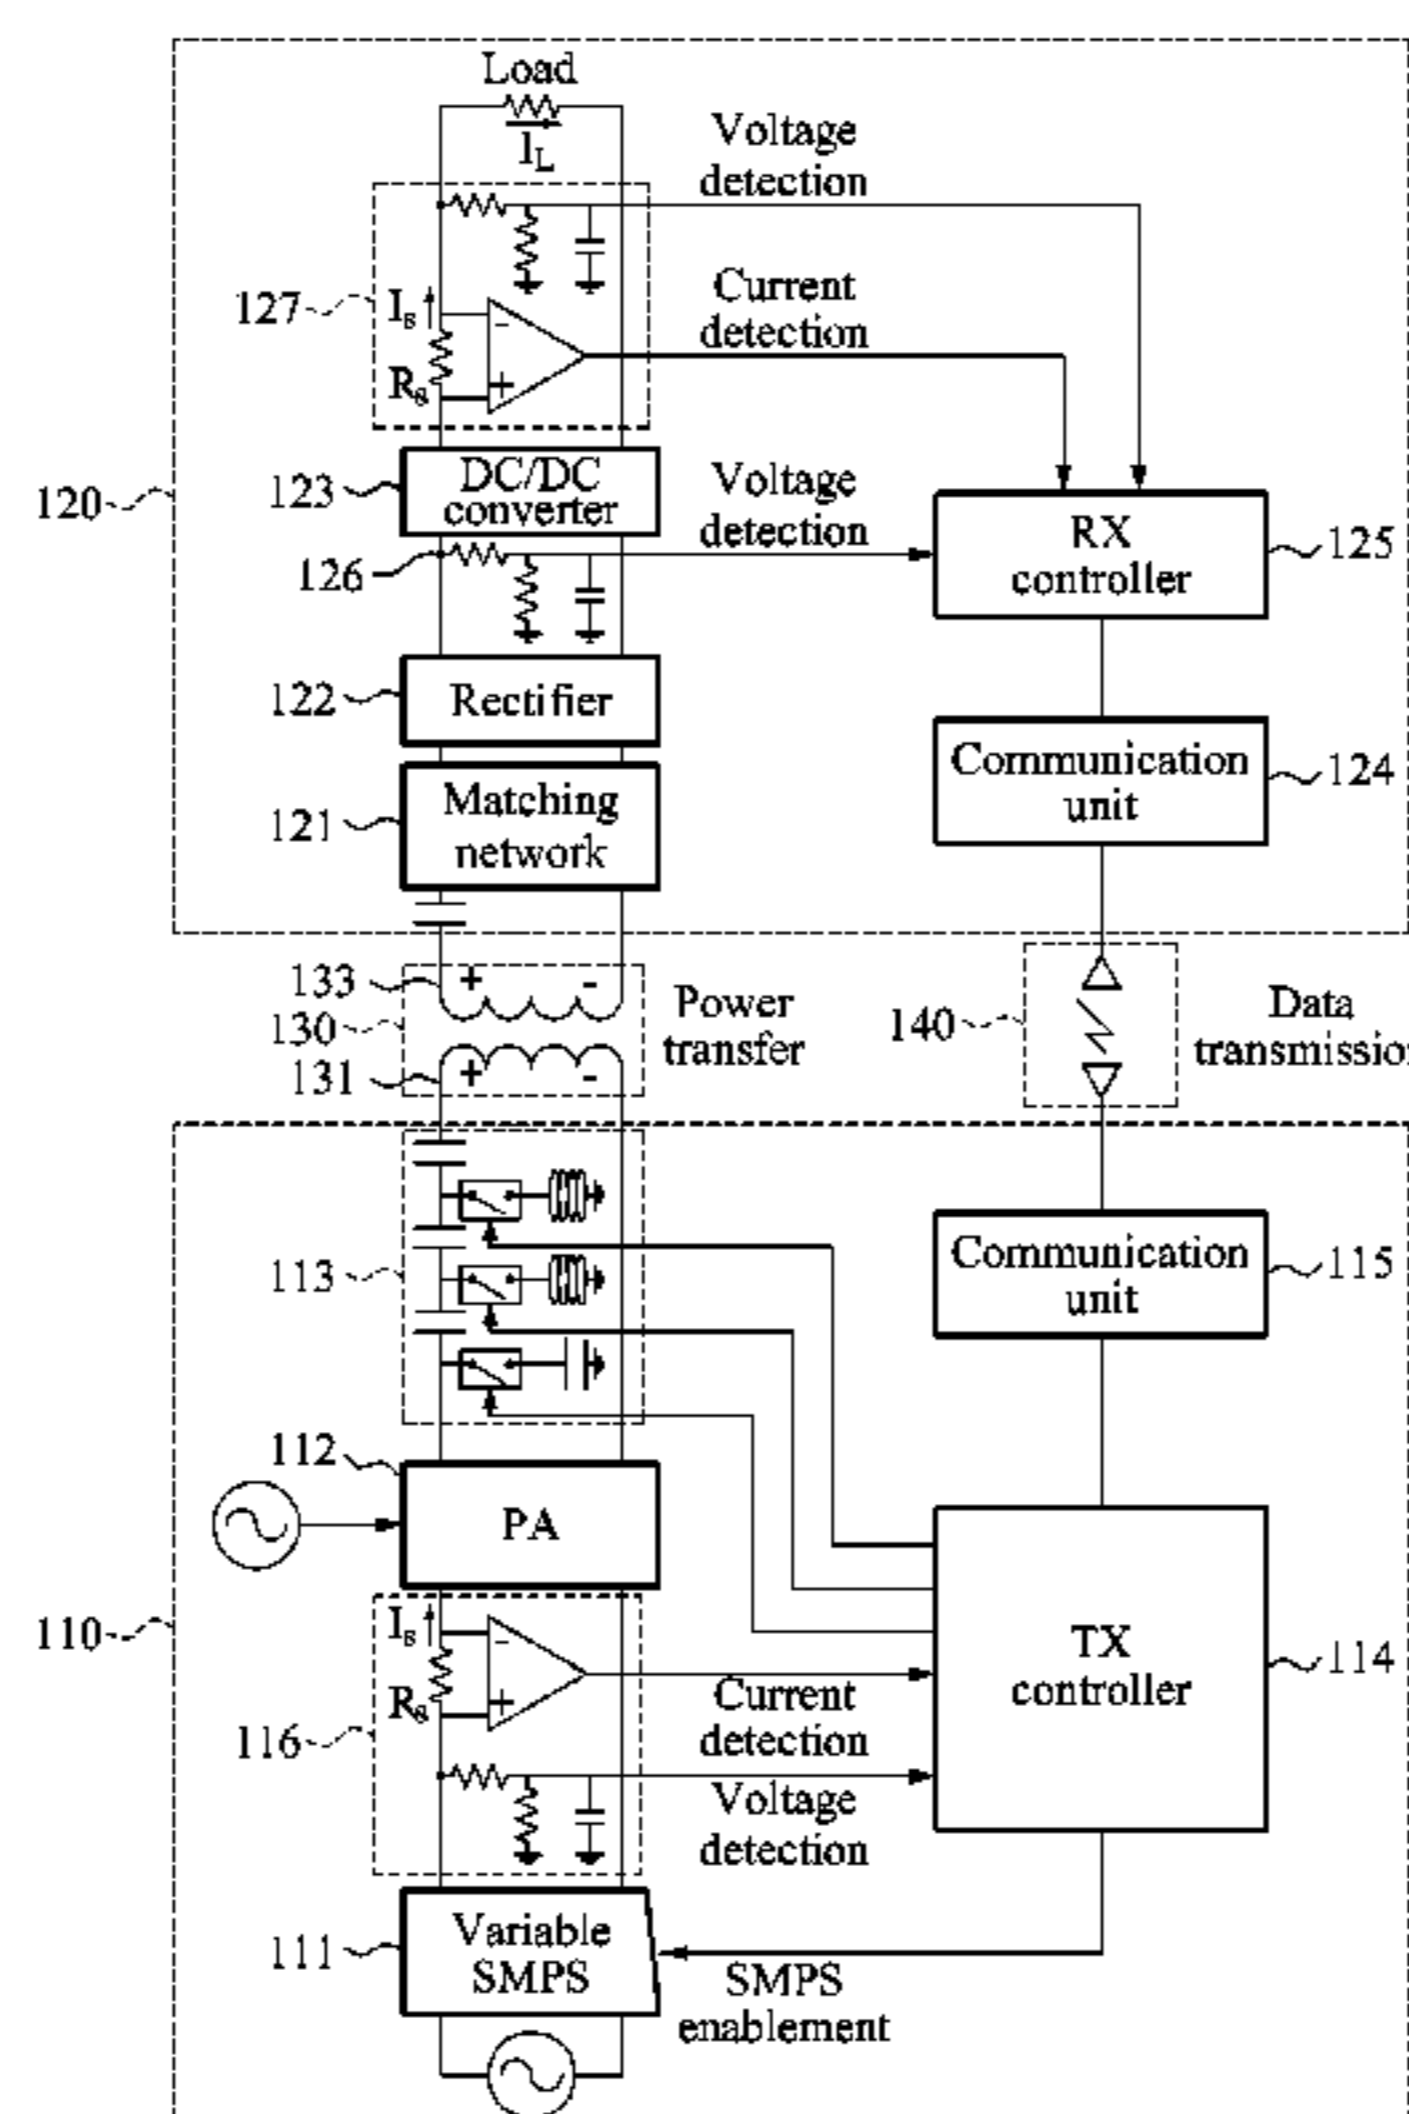 Load
I_L
Voltage
detection
127
I_s
R_s
-
+
Current
detection
120
123
DC/DC
converter
126
Voltage
detection
RX
controller
125
122
Rectifier
121
Matching
network
Communication
unit
124
133
130
131
+
-
+
-
Power
transfer
140
Data
transmissio
113
Communication
unit
115
112
PA
110
I_s
R_s
-
+
116
Current
detection
Voltage
detection
TX
controller
114
111
Variable
SMPS
SMPS
enablement